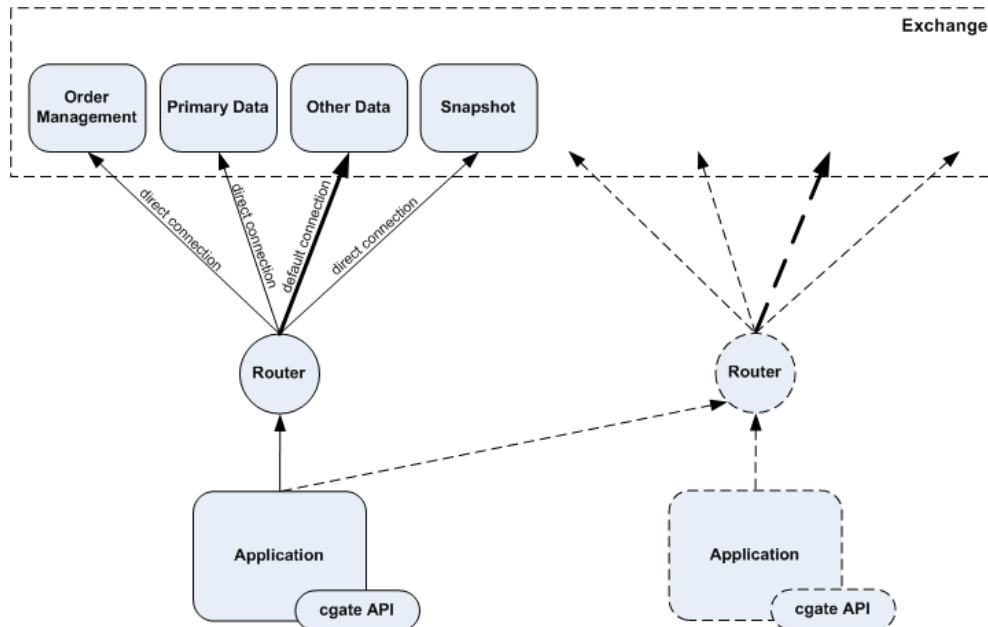 Exchange
Order
Management
Primary Data
Other Data
Snapshot
direct connection
direct connection
default connection
direct connection
Router
Router
Application
Application
cgate API
cgate API